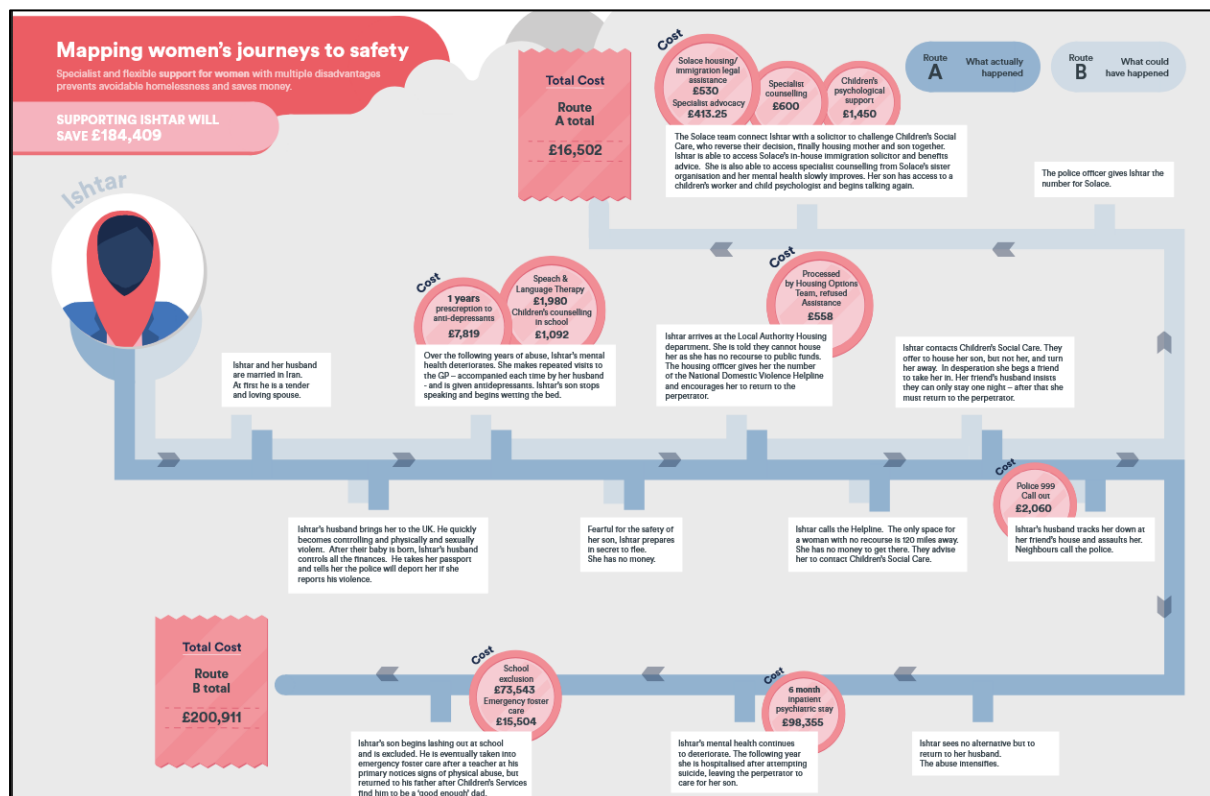 Mapping women's journeys to safety
Specialist and flexible support for women with multiple disadvantages
prevents avoidable homelessness and saves money.
SUPPORTING ISHTAR WILL
SAVE £184,409
Ishtar
Total Cost
Route
A total
£16,502
Cost
Solace housing/
immigration legal
assistance
£530
Specialist advocacy
£413.25
Specialist
counselling
£600
Children's
psychological
support
£1,450
Route
A
What actually
happened
Route
B
What could
have happened
The Solace team connect Ishtar with a solicitor to challenge Children's Social
Care, who reverse their decision, finally housing mother and son together.
Ishtar is able to access Solace's in-house immigration solicitor and benefits
advice. She is also able to access specialist counselling from Solace's sister
organisation and her mental health slowly improves. Her son has access to a
children's worker and child psychologist and begins talking again.
The police officer gives Ishtar the
number for Solace.
Cost
1 years
prescreption to
anti-depressants
£7,819
Speach &
Language Therapy
£1,980
Children's counselling
in school
£1,092
Cost
Processed
by Housing Options
Team, refused
Assistance
£558
Ishtar and her husband
are married in Iran.
At first he is a tender
and loving spouse.
Over the following years of abuse, Ishtar's mental
health deteriorates. She makes repeated visits to
the GP – accompanied each time by her husband
- and is given antidepressants. Ishtar's son stops
speaking and begins wetting the bed.
Ishtar arrives at the Local Authority Housing
department. She is told they cannot house
her as she has no recourse to public funds.
The housing officer gives her the number
of the National Domestic Violence Helpline
and encourages her to return to the
perpetrator.
Ishtar contacts Children's Social Care. They
offer to house her son, but not her, and turn
her away. In desperation she begs a friend
to take her in. Her friend's husband insists
they can only stay one night – after that she
must return to the perpetrator.
Cost
Police 999
Call out
£2,060
Ishtar's husband brings her to the UK. He quickly
becomes controlling and physically and sexually
violent. After their baby is born, Ishtar's husband
controls all the finances. He takes her passport
and tells her the police will deport her if she
reports his violence.
Fearful for the safety of
her son, Ishtar prepares
in secret to flee.
She has no money.
Ishtar calls the Helpline. The only space for
a woman with no recourse is 120 miles away.
She has no money to get there. They advise
her to contact Children's Social Care.
Ishtar's husband tracks her down at
her friend's house and assaults her.
Neighbours call the police.
Total Cost
Route
B total
£200,911
Cost
School
exclusion
£73,543
Emergency foster
care
£15,504
Cost
6 month
inpatient
psychiatric stay
£98,355
Ishtar's son begins lashing out at school
and is excluded. He is eventually taken into
emergency foster care after a teacher at his
primary notices signs of physical abuse, but
returned to his father after Children's Services
find him to be a 'good enough' dad.
Ishtar's mental health continues
to deteriorate. The following year
she is hospitalised after attempting
suicide, leaving the perpetrator to
care for her son.
Ishtar sees no alternative but to
return to her husband.
The abuse intensifies.